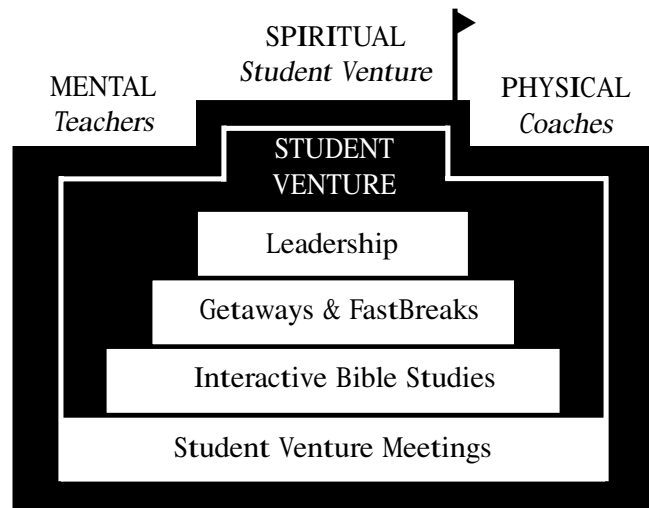 SPIRITUAL
Student Venture
MENTAL
Teachers
PHYSICAL
Coaches
STUDENT
VENTURE
Leadership
Getaways & FastBreaks
Interactive Bible Studies
Student Venture Meetings